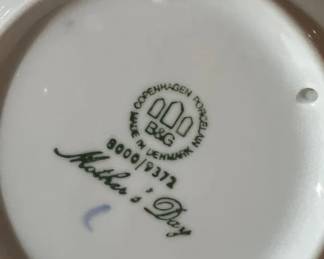 COPENHAGEN PORCELAIN
B&G
MADE IN DENMARK
8000/9372
Mother's Day